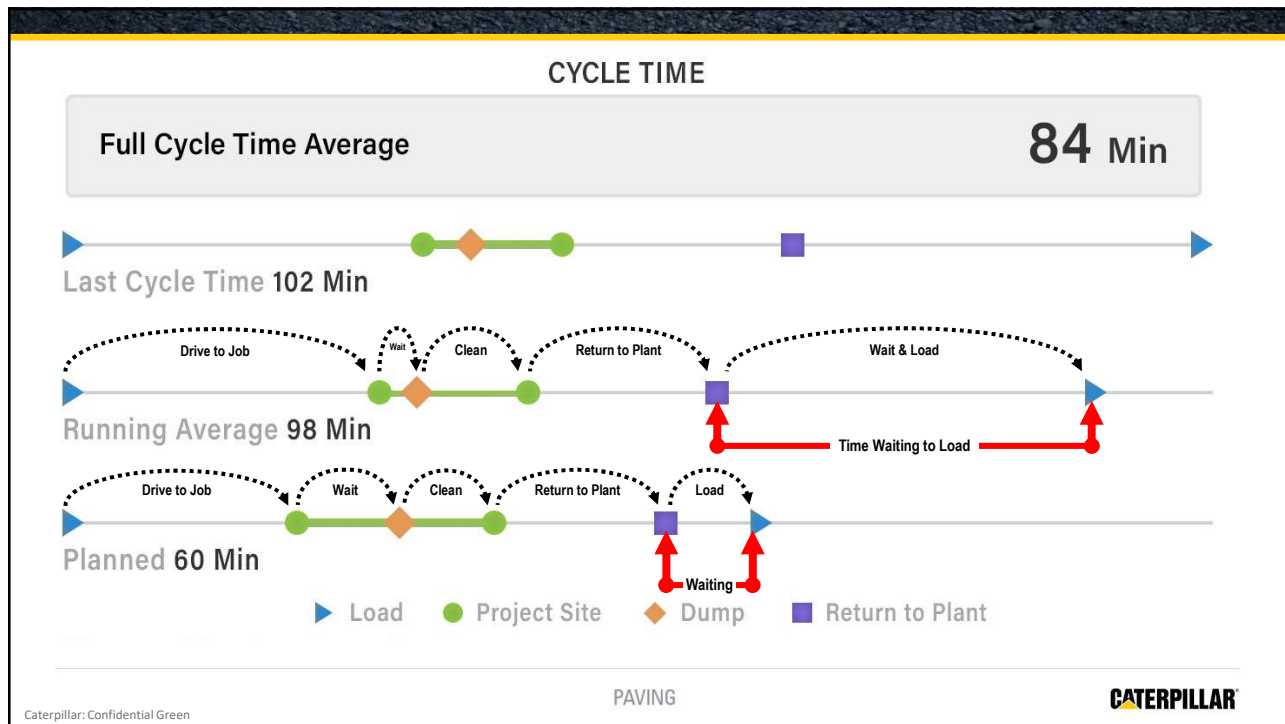 CYCLE TIME
Full Cycle Time Average 84 Min
Last Cycle Time 102 Min
Drive to Job Wait Clean Return to Plant Wait & Load
Running Average 98 Min
Time Waiting to Load
Drive to Job Wait Clean Return to Plant Load
Planned 60 Min
Waiting
Load Project Site Dump Return to Plant
PAVING
CATERPILLAR®
Caterpillar: Confidential Green